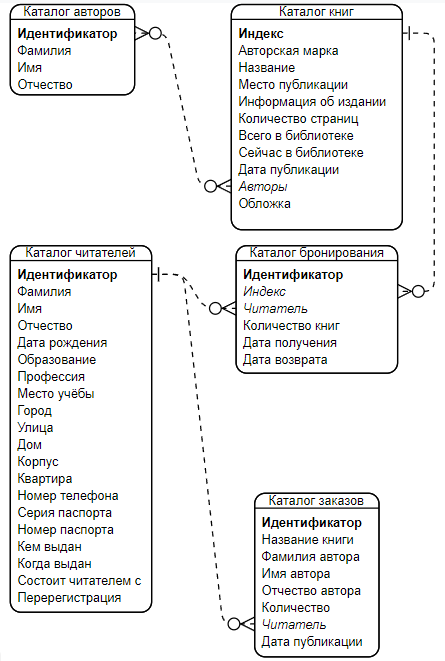 Каталог авторов
Идентификатор
Фамилия
Имя
Отчество
Каталог книг
Индекс
Авторская марка
Название
Место публикации
Информация об издании
Количество страниц
Всего в библиотеке
Сейчас в библиотеке
Дата публикации
Авторы
Обложка
Каталог читателей
Идентификатор
Фамилия
Имя
Отчество
Дата рождения
Образование
Профессия
Место учёбы
Город
Улица
Дом
Корпус
Квартира
Номер телефона
Серия паспорта
Номер паспорта
Кем выдан
Когда выдан
Состоит читателем с
Перерегистрация
Каталог бронирования
Идентификатор
Индекс
Читатель
Количество книг
Дата получения
Дата возврата
Каталог заказов
Идентификатор
Название книги
Фамилия автора
Имя автора
Отчество автора
Количество
Читатель
Дата публикации